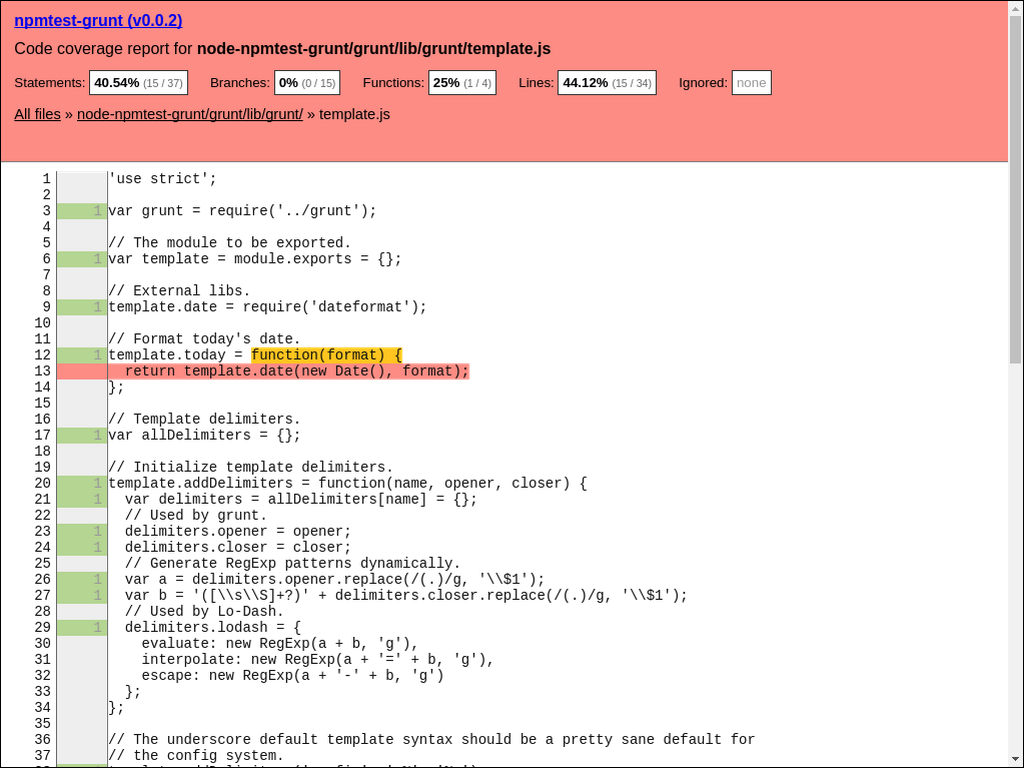 npmtest-grunt (v0.0.2)
Code coverage report for node-npmtest-grunt/grunt/lib/grunt/template.js
Statements: 40.54% (15 / 37) Branches: 0% (0 / 15) Functions: 25% (1 / 4) Lines: 44.12% (15 / 34) Ignored: none
All files » node-npmtest-grunt/grunt/lib/grunt/ » template.js
1 'use strict';
2
3 1 var grunt = require('../grunt');
4
5 // The module to be exported.
6 1 var template = module.exports = {};
7
8 // External libs.
9 1 template.date = require('dateformat');
10
11 // Format today's date.
12 1 template.today = function(format) {
13 return template.date(new Date(), format);
14 };
15
16 // Template delimiters.
17 1 var allDelimiters = {};
18
19 // Initialize template delimiters.
20 1 template.addDelimiters = function(name, opener, closer) {
21 1 var delimiters = allDelimiters[name] = {};
22 // Used by grunt.
23 1 delimiters.opener = opener;
24 1 delimiters.closer = closer;
25 // Generate RegExp patterns dynamically.
26 1 var a = delimiters.opener.replace(/(.)/g, '\\$1');
27 1 var b = '([\\s\\S]+?)' + delimiters.closer.replace(/(.)/g, '\\$1');
28 // Used by Lo-Dash.
29 1 delimiters.lodash = {
30 evaluate: new RegExp(a + b, 'g'),
31 interpolate: new RegExp(a + '=' + b, 'g'),
32 escape: new RegExp(a + '-' + b, 'g')
33 };
34 };
35
36 // The underscore default template syntax should be a pretty sane default for
37 // the config system.